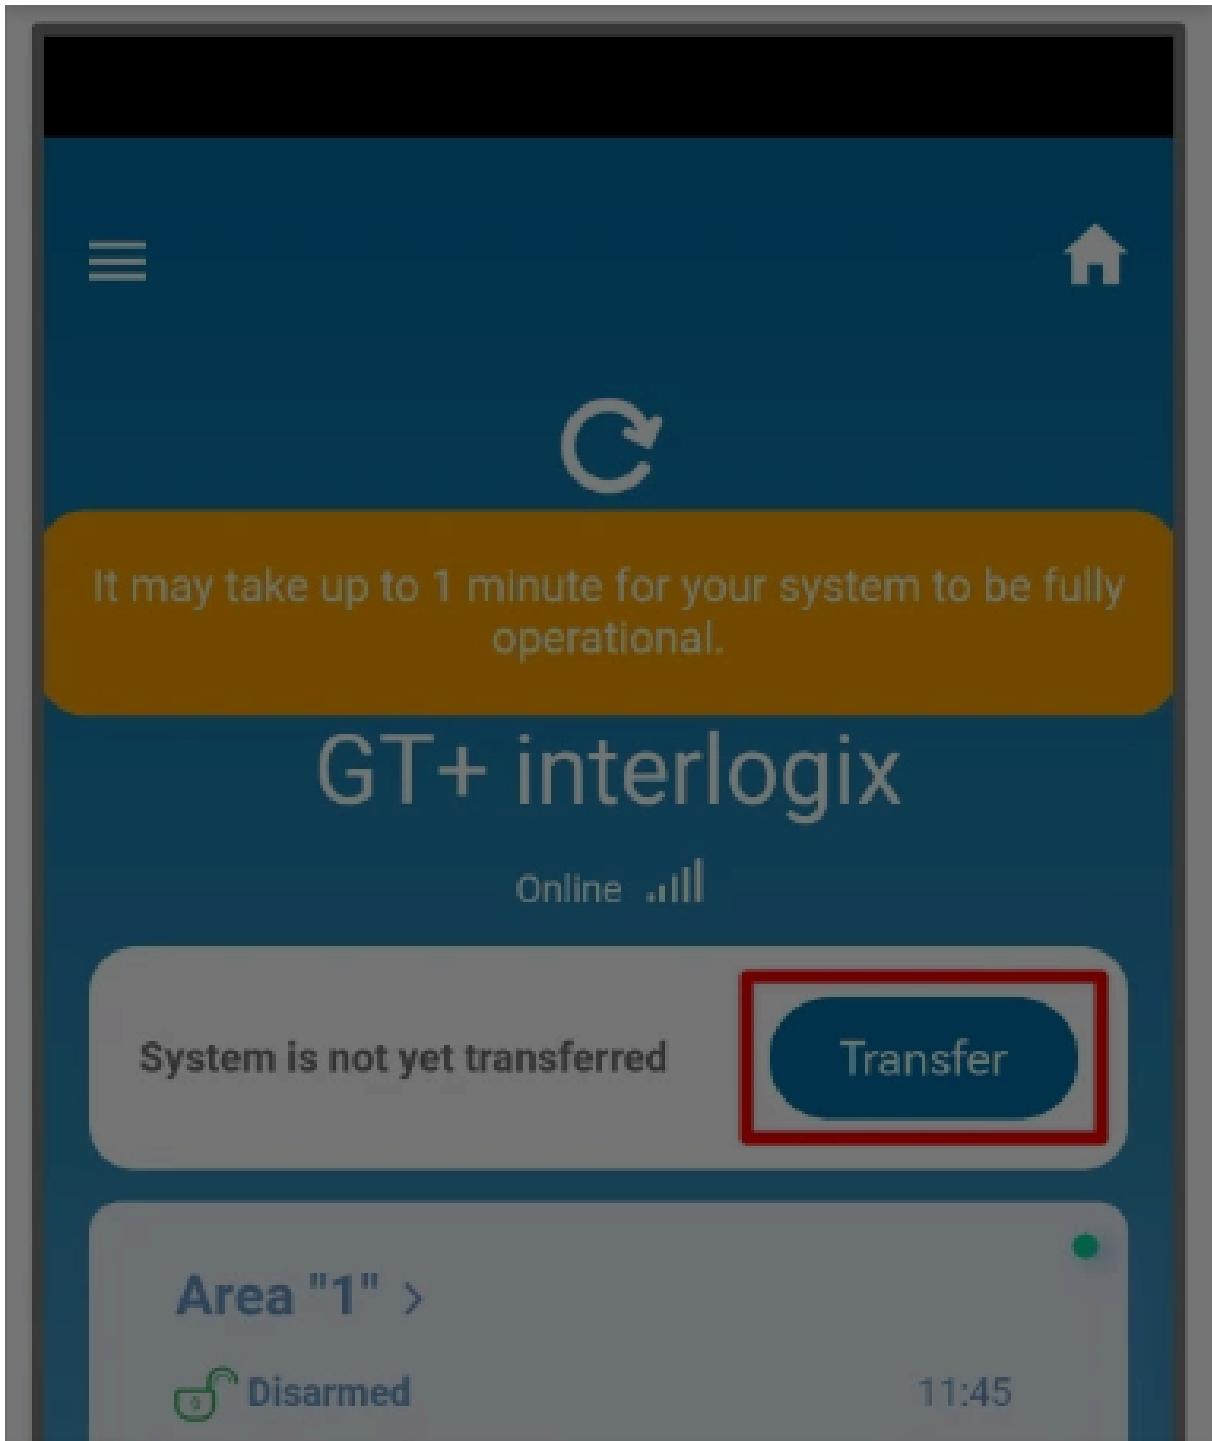 It may take up to 1 minute for your system to be fully
operational.
GT+ interlogix
Online
System is not yet transferred
Transfer
Area "1" >
Disarmed
11:45